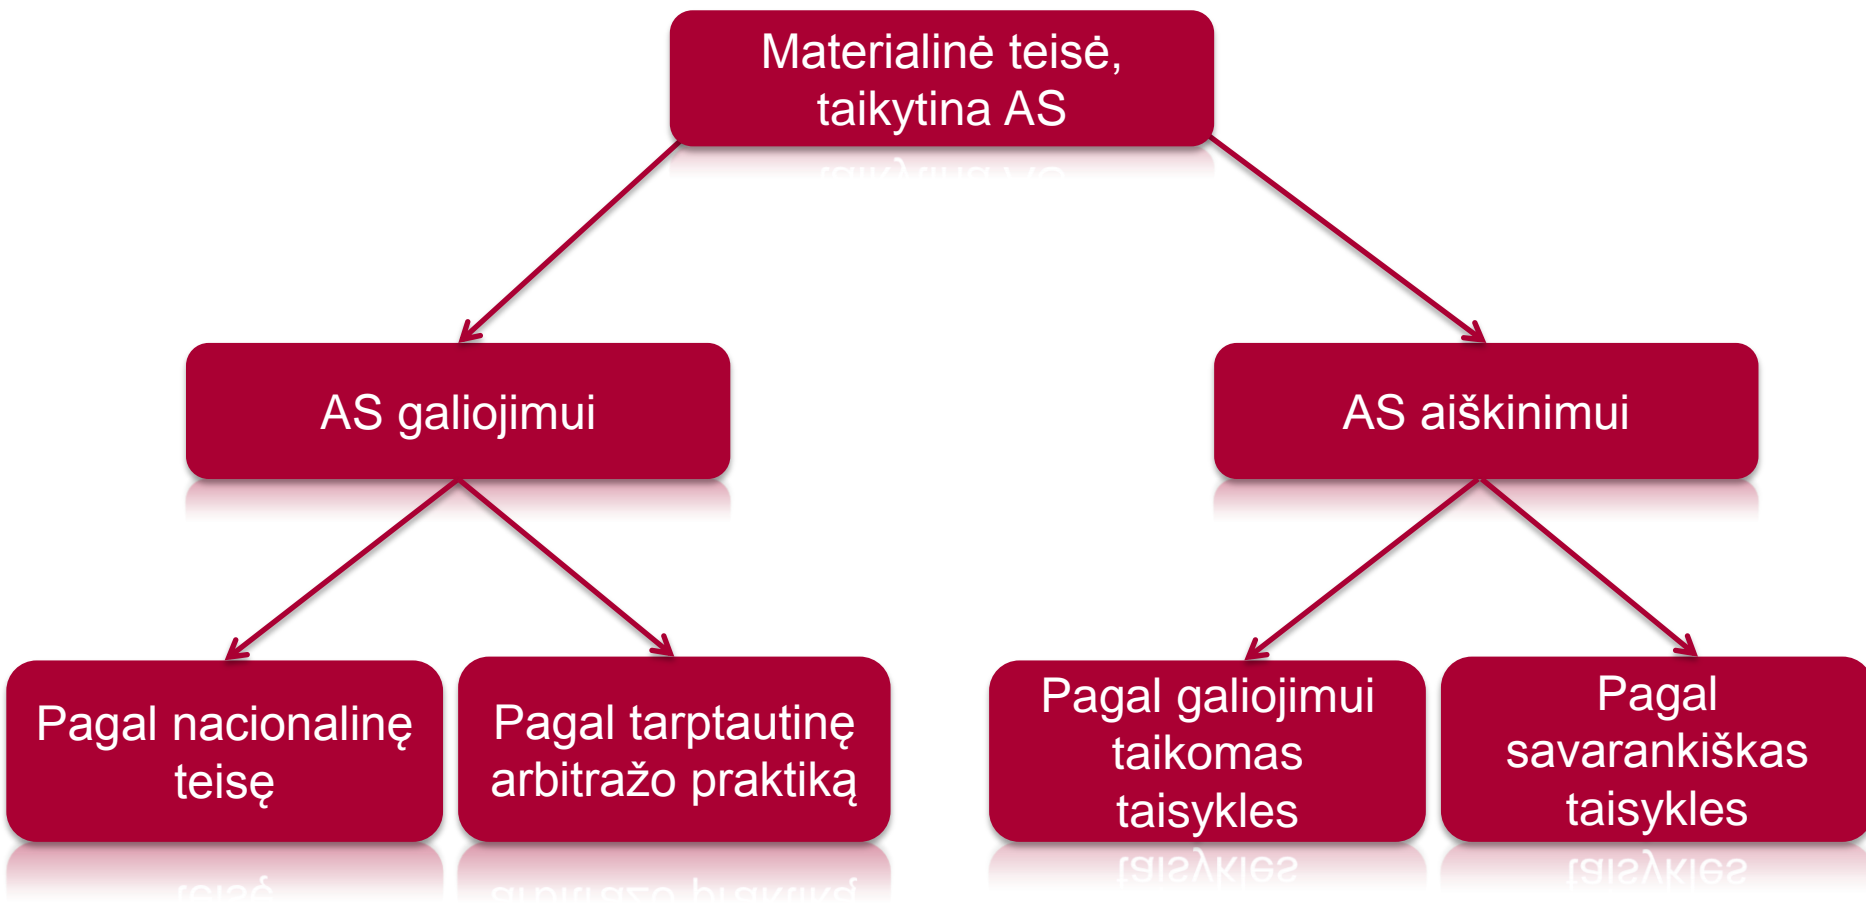 Materialinė teisė,
taikytina AS
AS galiojimui
AS aiškinimui
Pagal nacionalinę
teisę
Pagal tarptautinę
arbitražo praktiką
Pagal galiojimui
taikomas
taisykles
Pagal
savarankiškas
taisykles